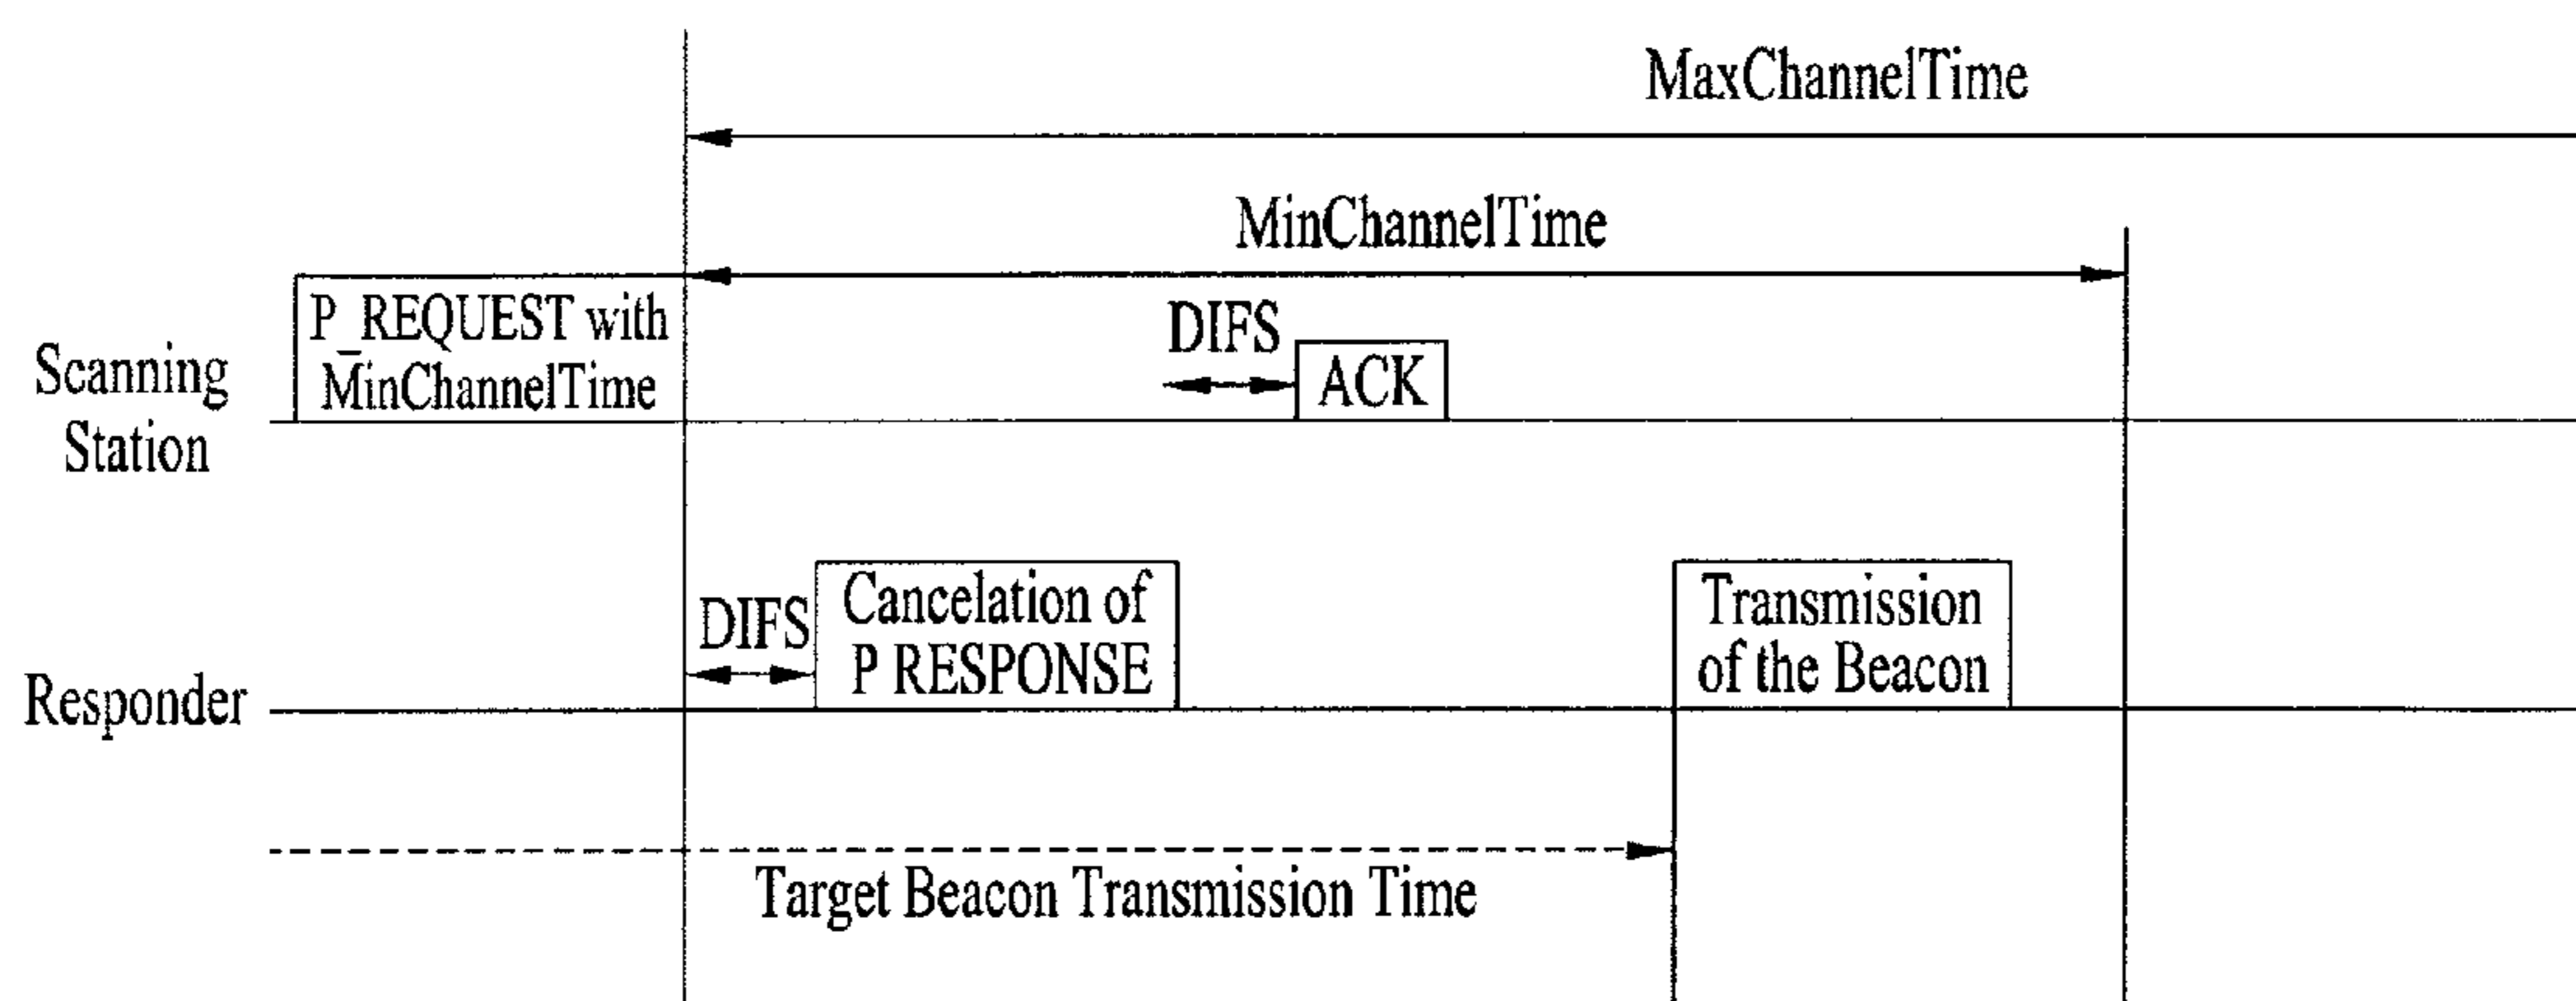 MaxChannelTime
MinChannelTime
P_REQUEST with
MinChannelTime
DIFS
ACK
Scanning
Station
DIFS
Cancelation of
P RESPONSE
Transmission
of the Beacon
Responder
Target Beacon Transmission Time